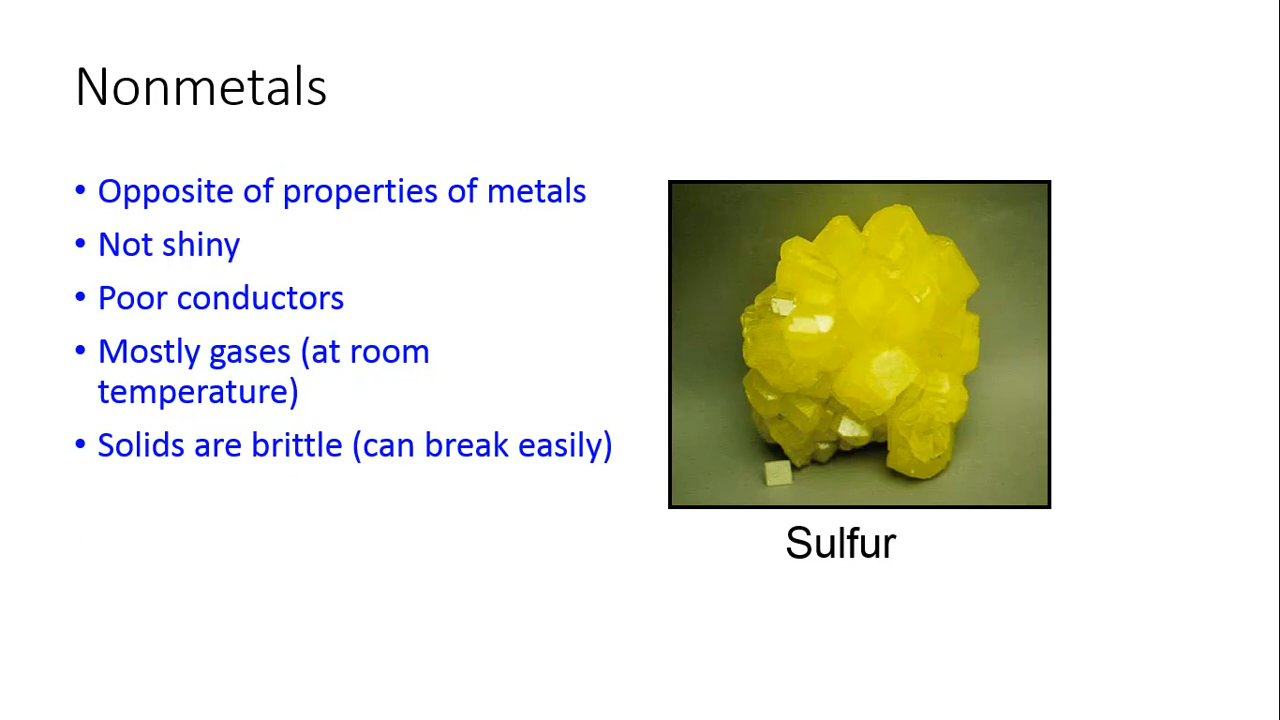 Nonmetals
• Opposite of properties of metals
• Not shiny
• Poor conductors
• Mostly gases (at room
temperature)
• Solids are brittle (can break easily)
Sulfur